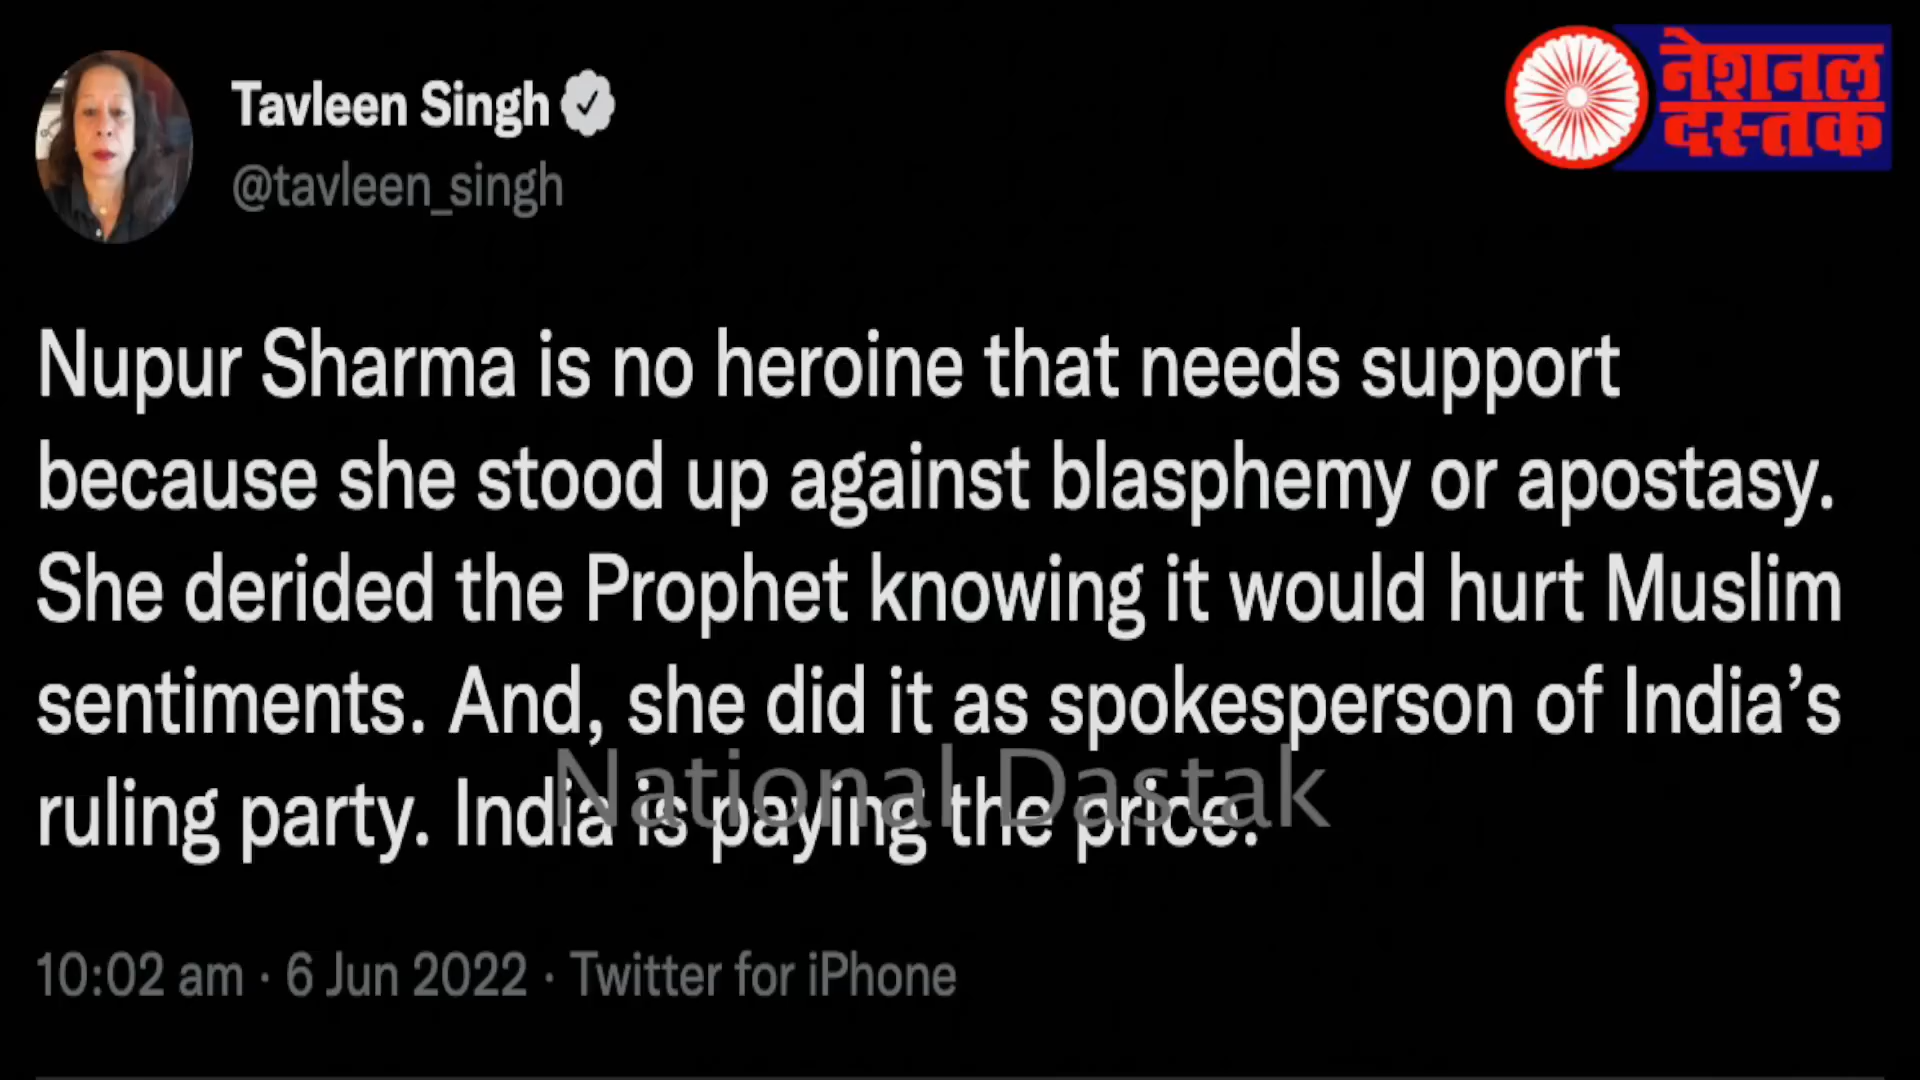 Tavleen Singh
@tavleen_singh
नेशनल
दस्तक
Nupur Sharma is no heroine that needs support
because she stood up against blasphemy or apostasy.
She derided the Prophet knowing it would hurt Muslim
sentiments. And, she did it as spokesperson of India’s
ruling party. India is paying the price.
National Dastak
10:02 am · 6 Jun 2022 · Twitter for iPhone